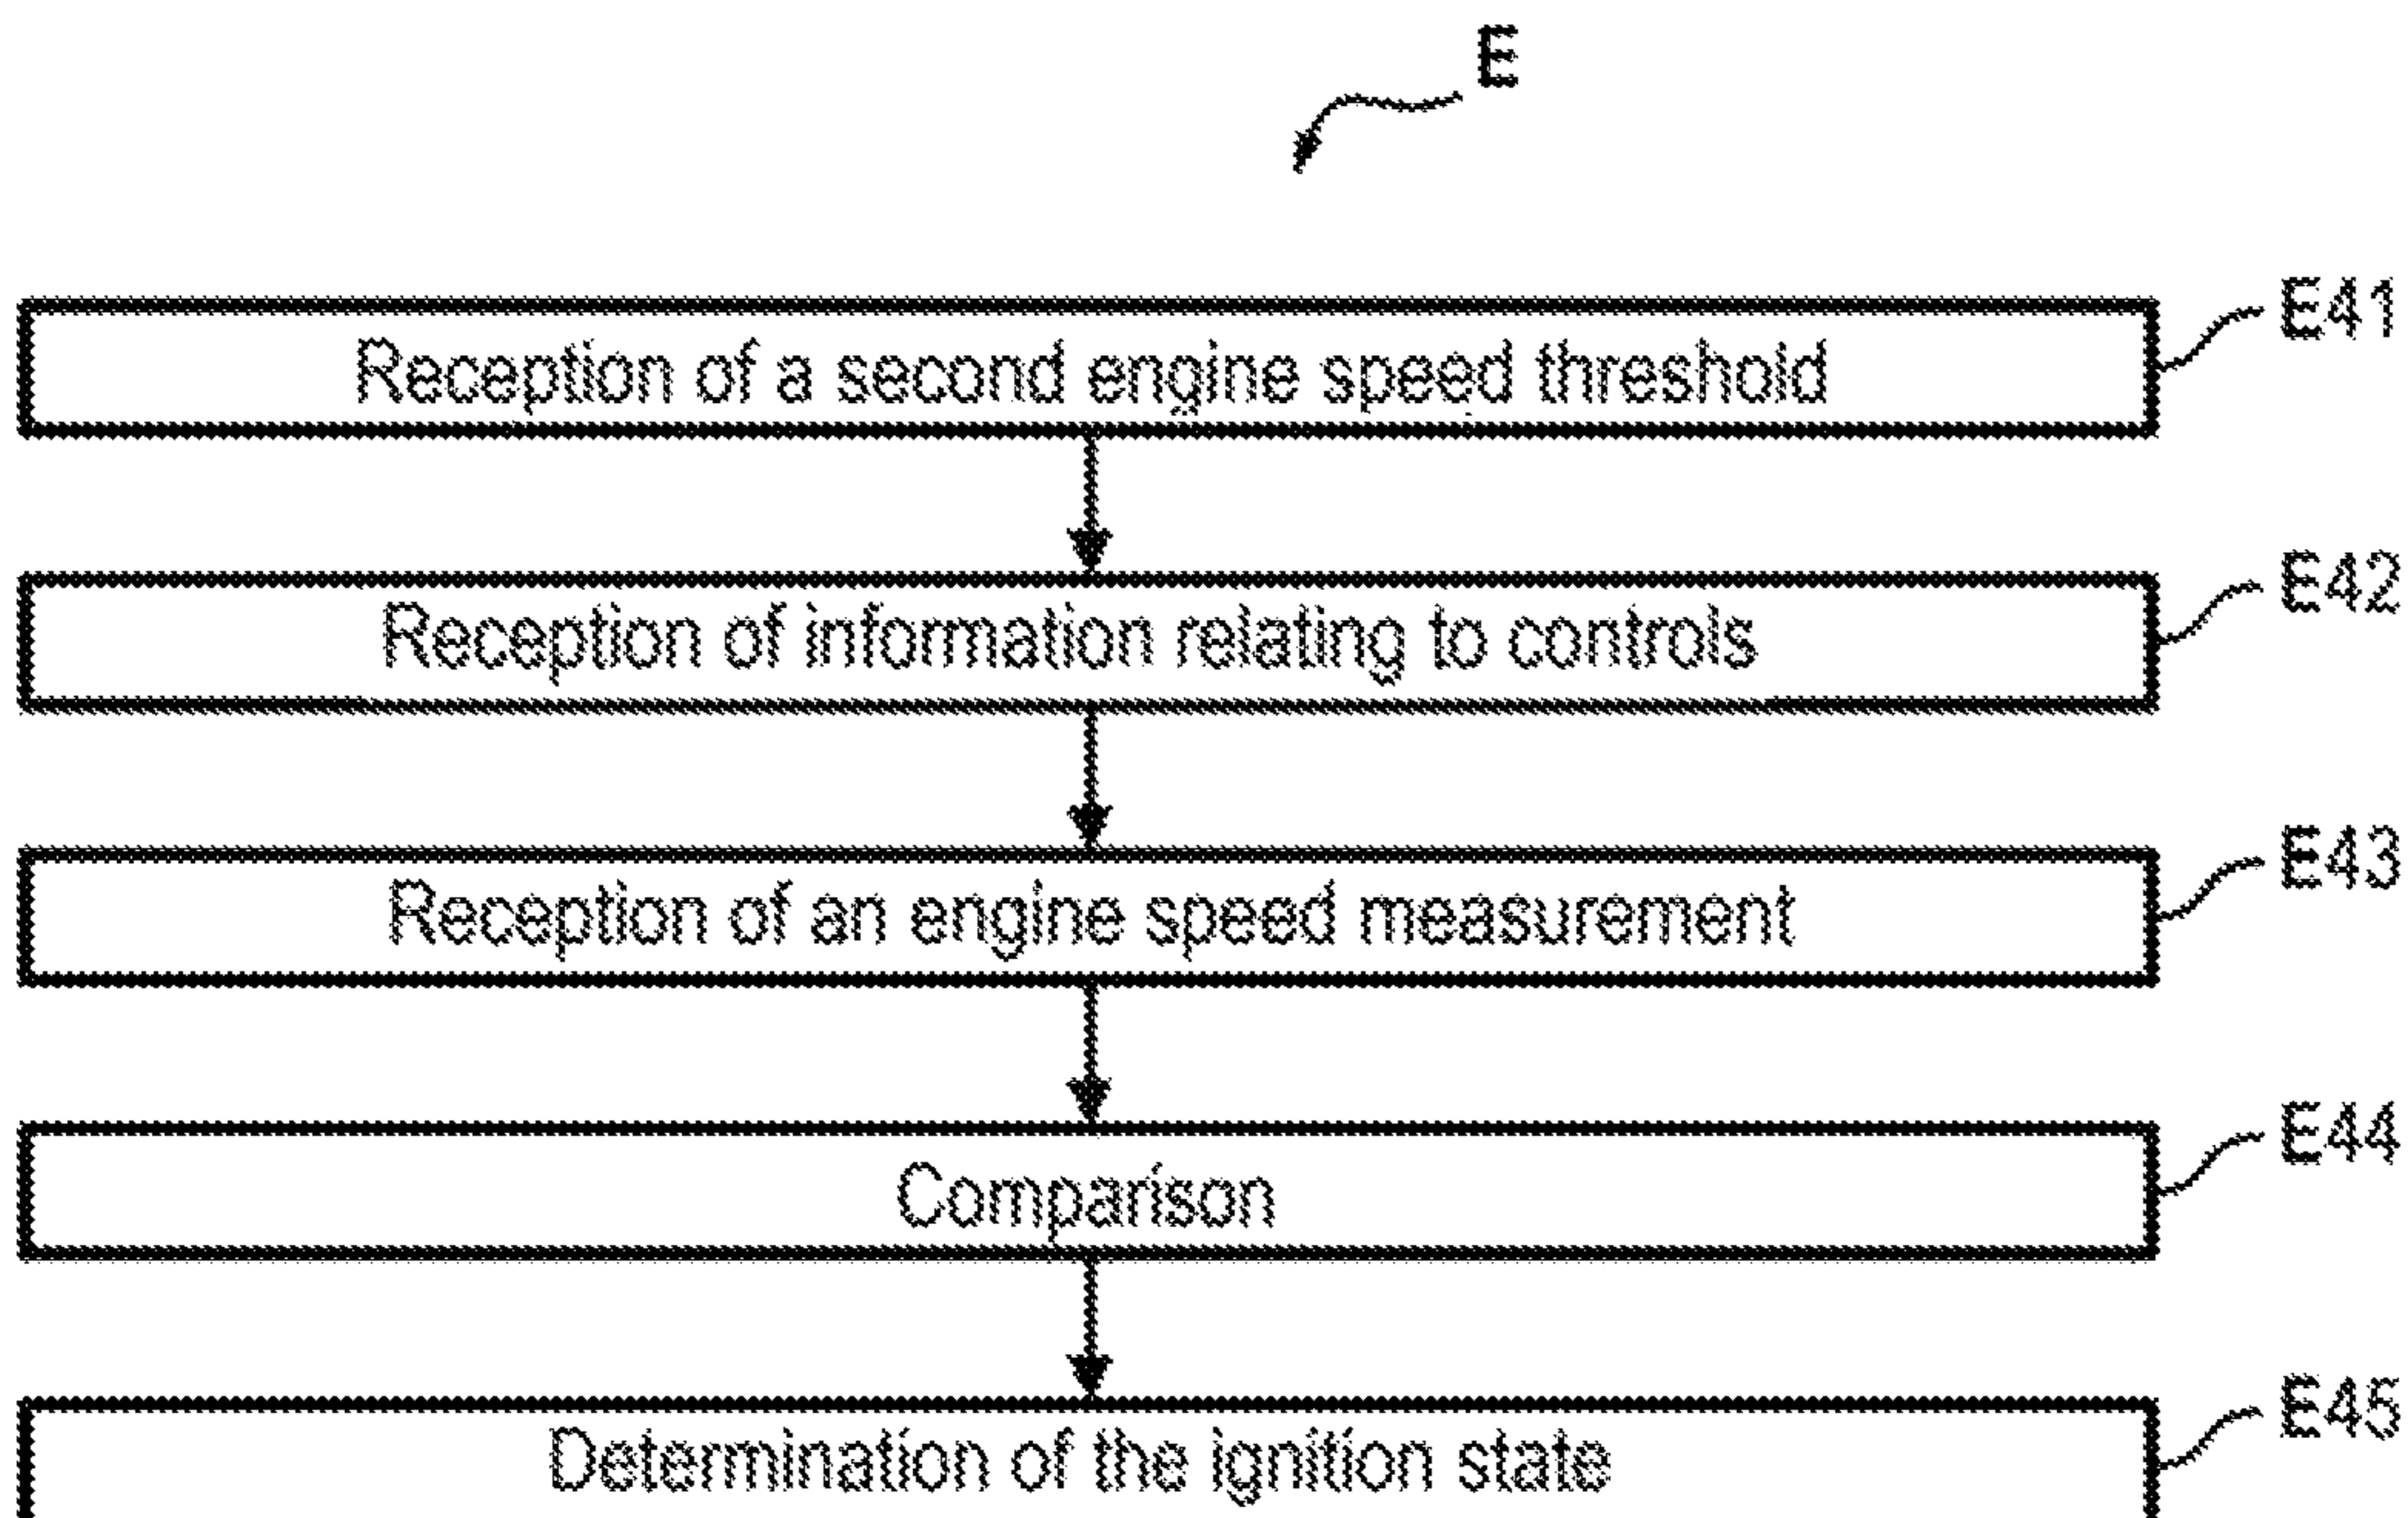 E
Reception of a second engine speed threshold
E41
Reception of information relating to controls
E42
Reception of an engine speed measurement
E43
Comparison
E44
Determination of the ignition state
E45